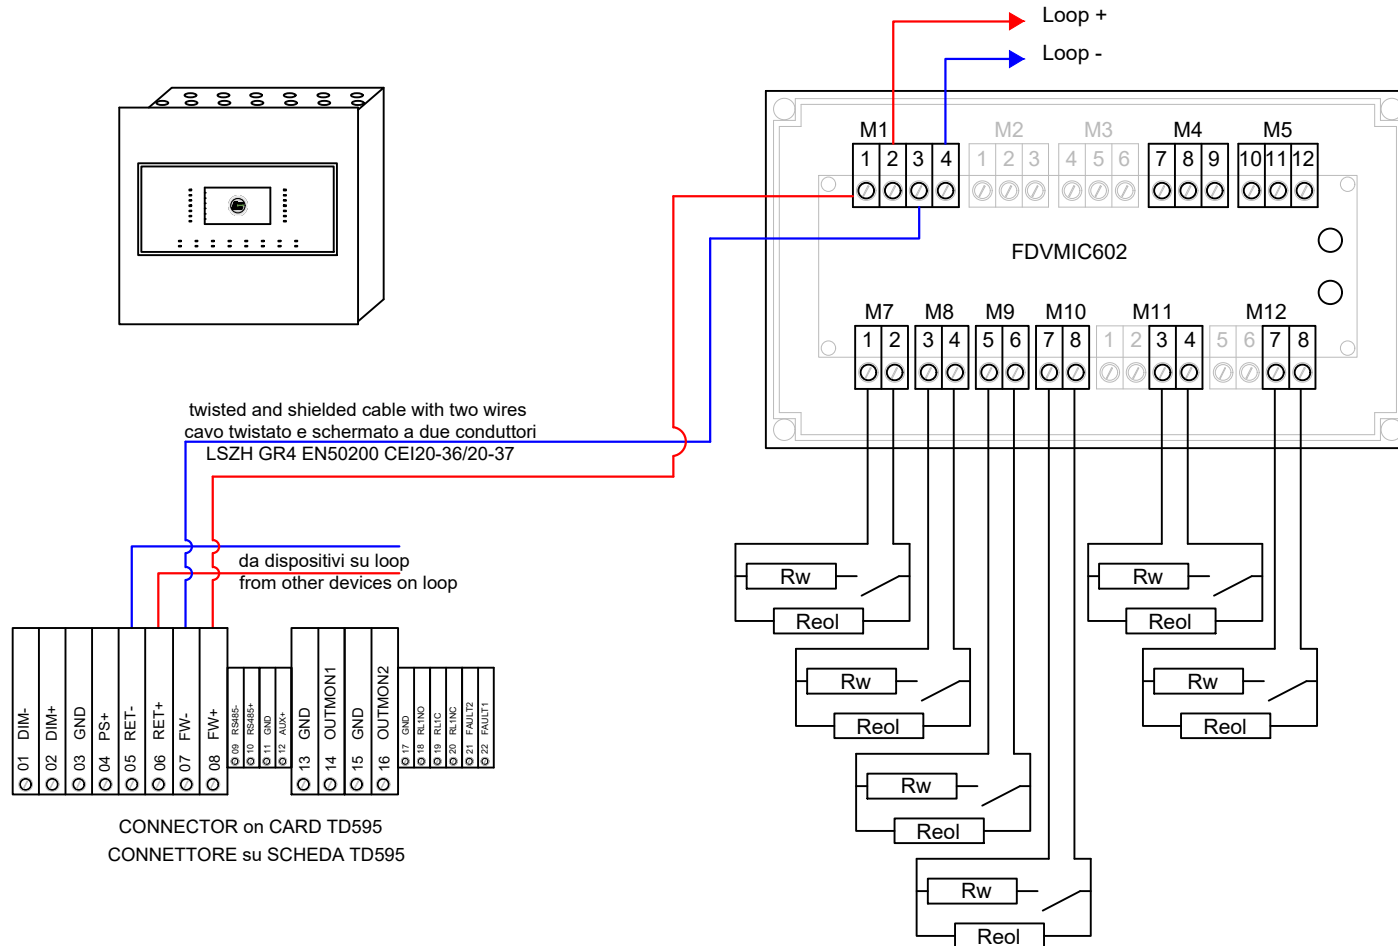 Loop +
Loop -
M1 M2 M3 M4 M5
1 2 3 4 1 2 3 4 5 6 7 8 9 10 11 12
FDVMIC602
M7 M8 M9 M10 M11 M12
1 2 3 4 5 6 7 8 1 2 3 4 5 6 7 8
twisted and shielded cable with two wires
cavo twistato e schermato a due conduttori
LSZH GR4 EN50200 CEI20-36/20-37
da dispositivi su loop
from other devices on loop
Rw
Reol
Rw
Reol
Rw
Reol
Rw
Reol
Rw
Reol
Rw
Reol
01 DIM-
02 DIM+
03 GND
04 PS+
05 RET-
06 RET+
07 FW-
08 FW+
09 RS485-
10 RS485+
11 GND
12 AUX+
13 GND
14 OUTMON1
15 GND
16 OUTMON2
17 GND
18 RL1NO
19 RL1C
20 RL1NC
21 FAULT2
22 FAULT1
CONNECTOR on CARD TD595
CONNETTORE su SCHEDA TD595